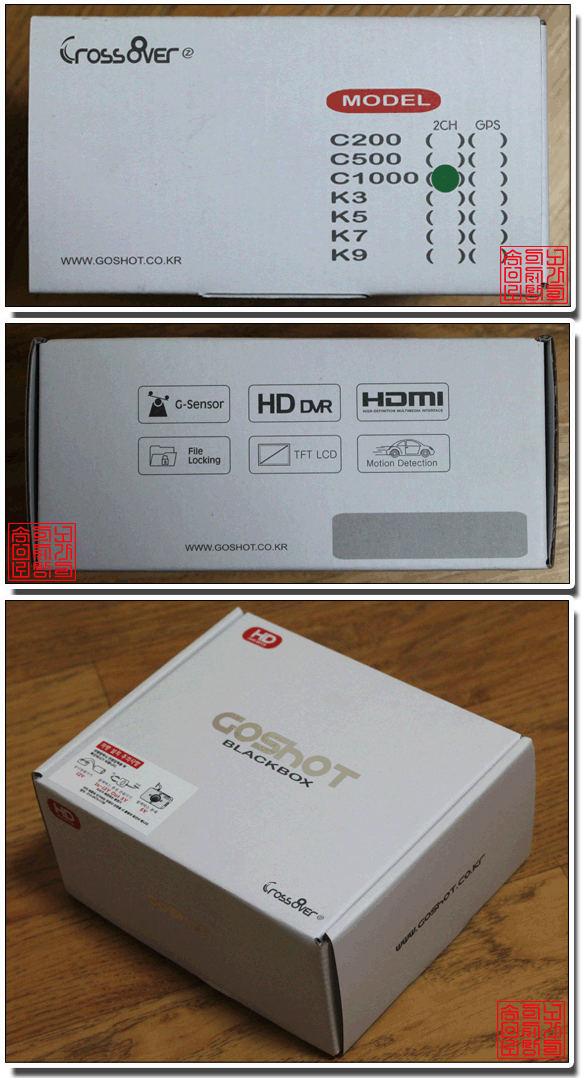 CrossOver
MODEL
2CH GPS
C200 ( ) ( )
C500 ( ) ( )
C1000 ( ) ( )
K3 ( ) ( )
K5 ( ) ( )
K7 ( ) ( )
K9 ( ) ( )
WWW.GOSHOT.CO.KR
G-Sensor
HD DVR
HDMI
HIGH-DEFINITION MULTIMEDIA INTERFACE
File
Locking
TFT LCD
Motion Detection
WWW.GOSHOT.CO.KR
HD
GOSHOT
BLACKBOX
12V
5V
HD
CrossOver
www.GOSHOT.co.kr